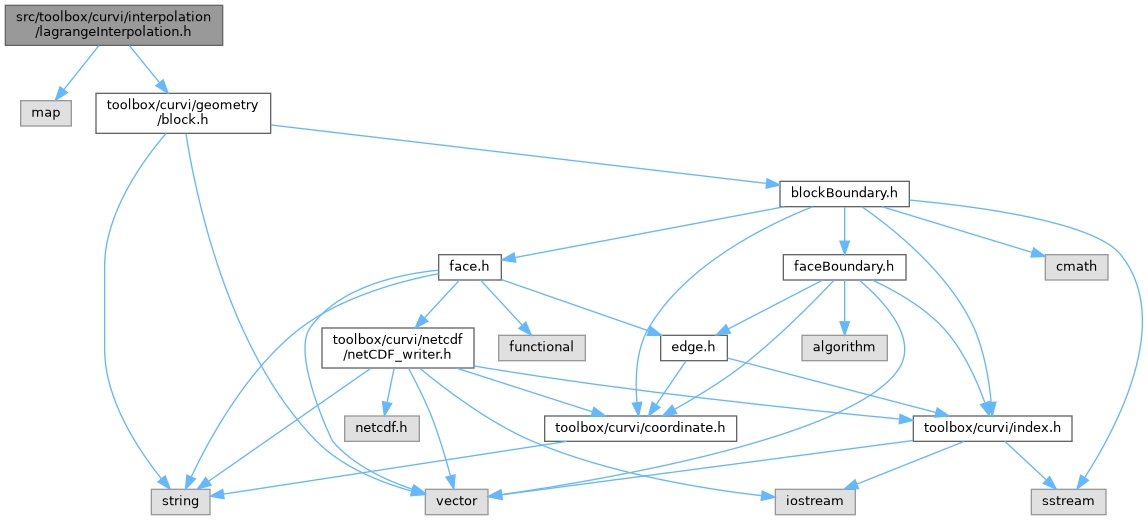 src/toolbox/curvi/interpolation
/lagrangeInterpolation.h
map
toolbox/curvi/geometry
/block.h
blockBoundary.h
face.h
faceBoundary.h
cmath
toolbox/curvi/netcdf
/netCDF_writer.h
functional
edge.h
algorithm
netcdf.h
toolbox/curvi/coordinate.h
toolbox/curvi/index.h
string
vector
iostream
sstream